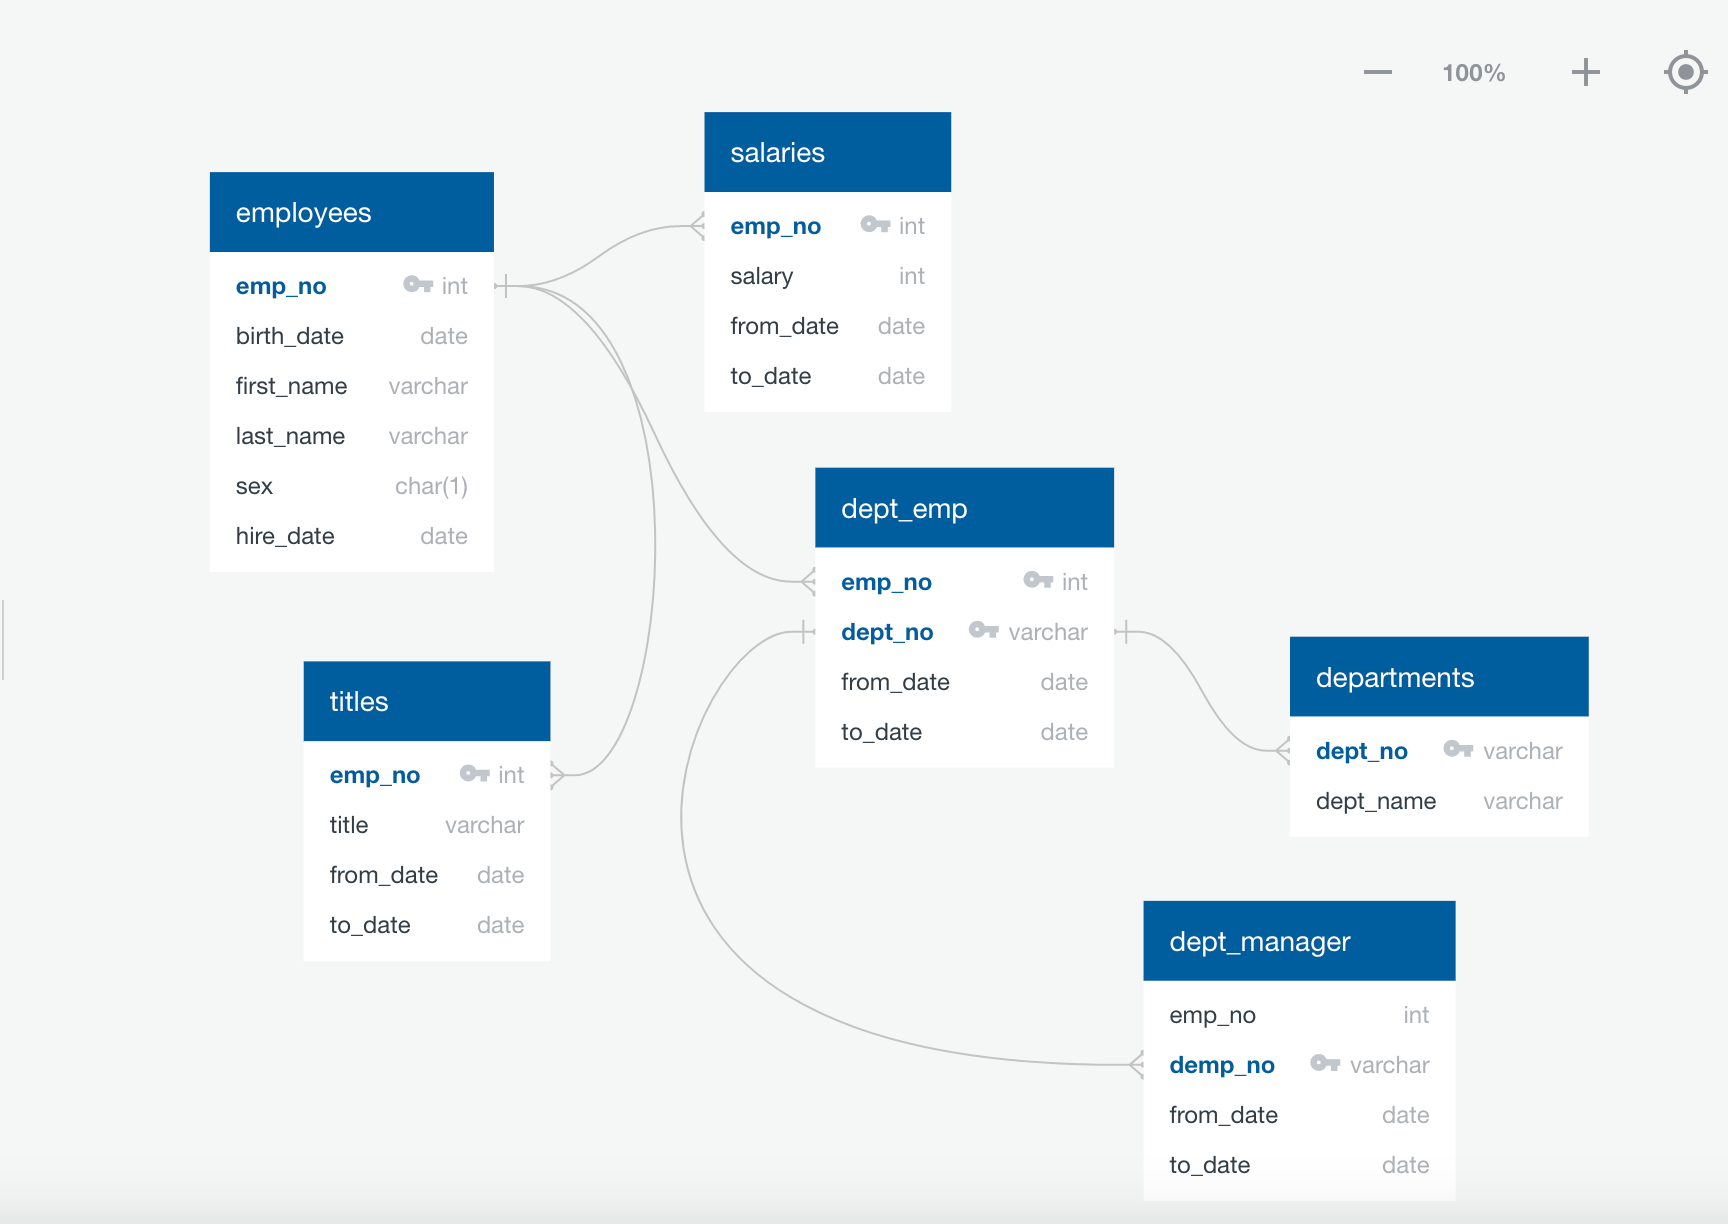 100%
employees
emp_no int
birth_date date
first_name varchar
last_name varchar
sex char(1)
hire_date date
salaries
emp_no int
salary int
from_date date
to_date date
dept_emp
emp_no int
dept_no varchar
from_date date
to_date date
titles
emp_no int
title varchar
from_date date
to_date date
departments
dept_no varchar
dept_name varchar
dept_manager
emp_no int
demp_no varchar
from_date date
to_date date